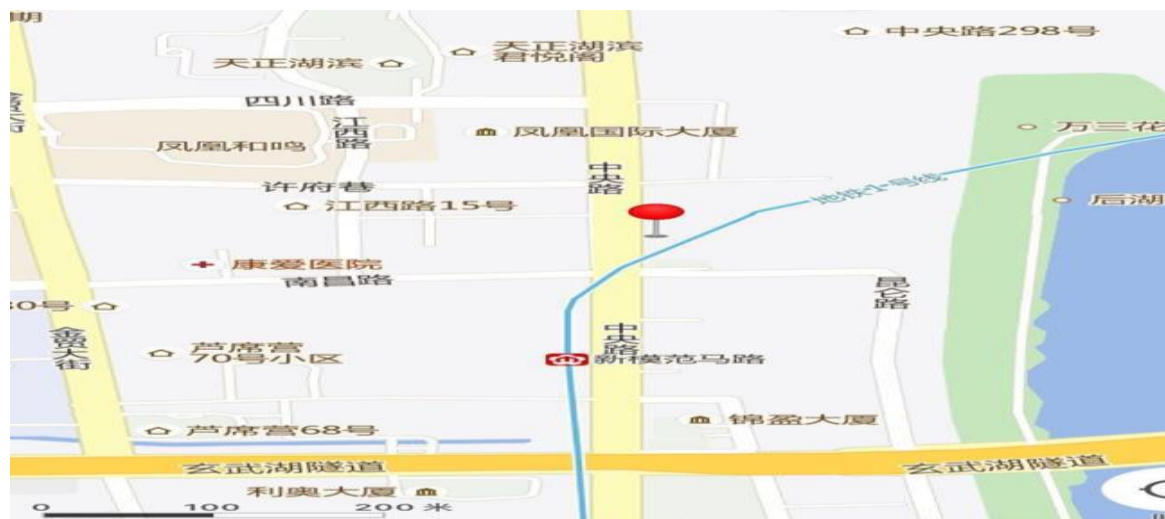 期
中央路298号
天正湖滨
君悦阁
天正湖滨
四川路
江西路
凤凰国际大厦
万三花
凤凰和鸣
中央路
许府巷
地铁1号线
江西路15号
后湖
康爱医院
南昌路
昆仑路
30号
金贸大街
芦席营
70号小区
中央路
新模范马路
锦盈大厦
芦席营68号
玄武湖隧道
玄武湖隧道
利奥大厦
0 100 200 米